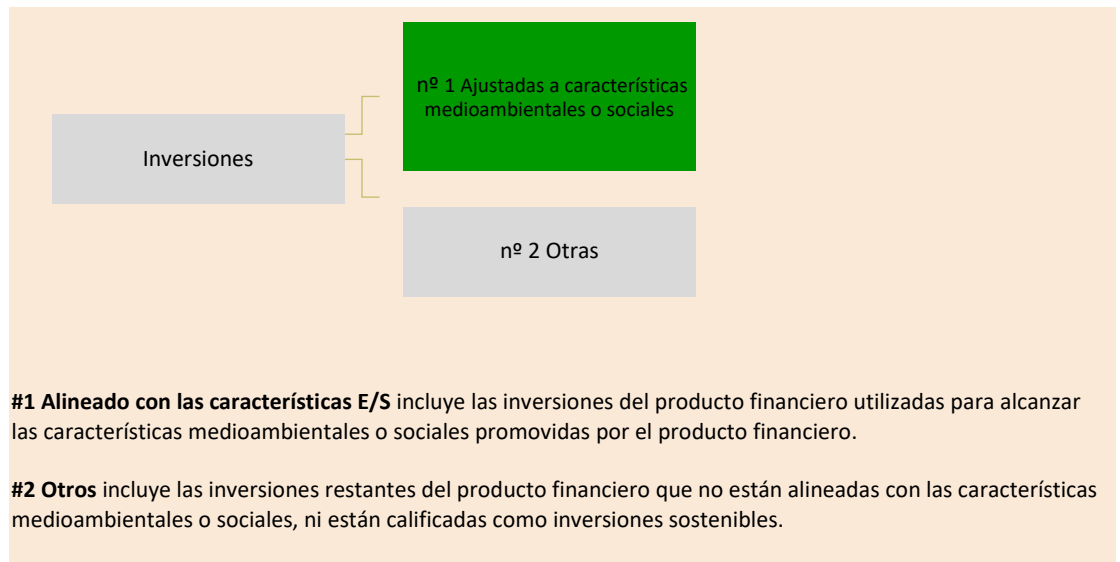 nº 1 Ajustadas a características
medioambientales o sociales
Inversiones
nº 2 Otras
#1 Alineado con las características E/S incluye las inversiones del producto financiero utilizadas para alcanzar
las características medioambientales o sociales promovidas por el producto financiero.
#2 Otros incluye las inversiones restantes del producto financiero que no están alineadas con las características
medioambientales o sociales, ni están calificadas como inversiones sostenibles.